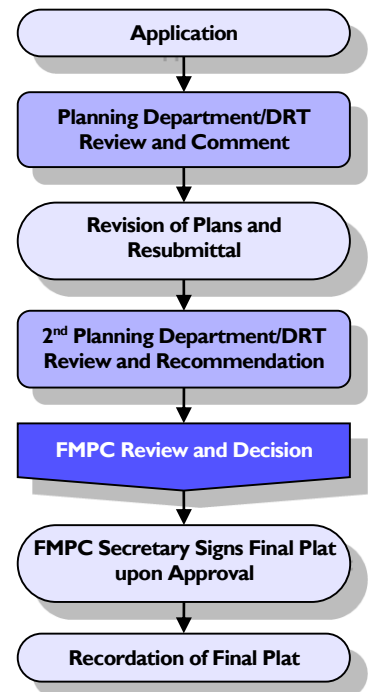 Application
Planning Department/DRT
Review and Comment
Revision of Plans and
Resubmittal
2nd Planning Department/DRT
Review and Recommendation
FMPC Review and Decision
FMPC Secretary Signs Final Plat
upon Approval
Recordation of Final Plat